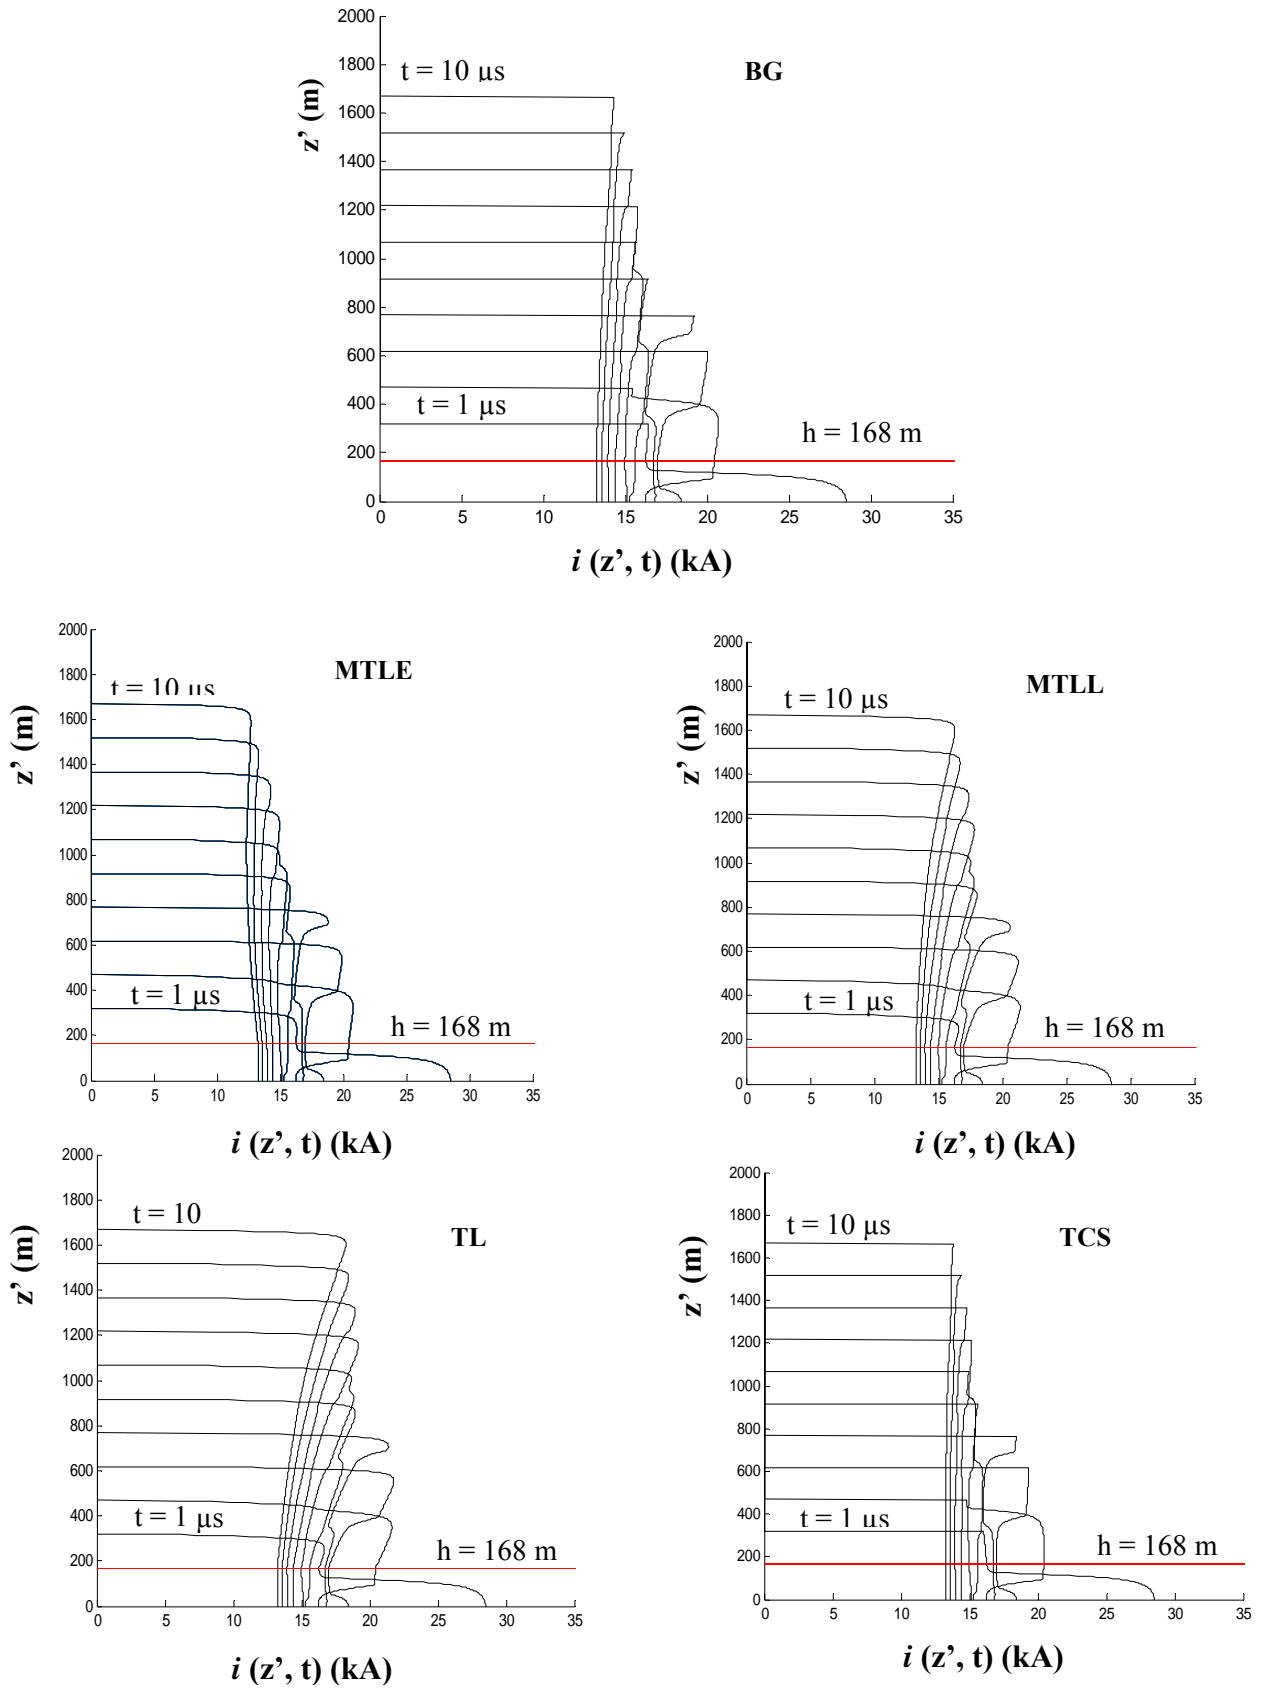 2000
1800
1600
1400
1200
1000
800
600
400
200
0
z’ (m)
t = 10 µs
BG
t = 1 µs
h = 168 m
0 5 10 15 20 25 30 35
i (z’, t) (kA)
2000
1800
1600
1400
1200
1000
800
600
400
200
0
z’ (m)
t = 10 µs
MTLE
t = 1 µs
h = 168 m
0 5 10 15 20 25 30 35
i (z’, t) (kA)
2000
1800
1600
1400
1200
1000
800
600
400
200
0
z’ (m)
t = 10 µs
MTLL
t = 1 µs
h = 168 m
0 5 10 15 20 25 30 35
i (z’, t) (kA)
2000
1800
1600
1400
1200
1000
800
600
400
200
0
z’ (m)
t = 10
TL
t = 1 µs
h = 168 m
0 5 10 15 20 25 30 35
i (z’, t) (kA)
2000
1800
1600
1400
1200
1000
800
600
400
200
0
z’ (m)
t = 10 µs
TCS
t = 1 µs
h = 168 m
0 5 10 15 20 25 30 35
i (z’, t) (kA)